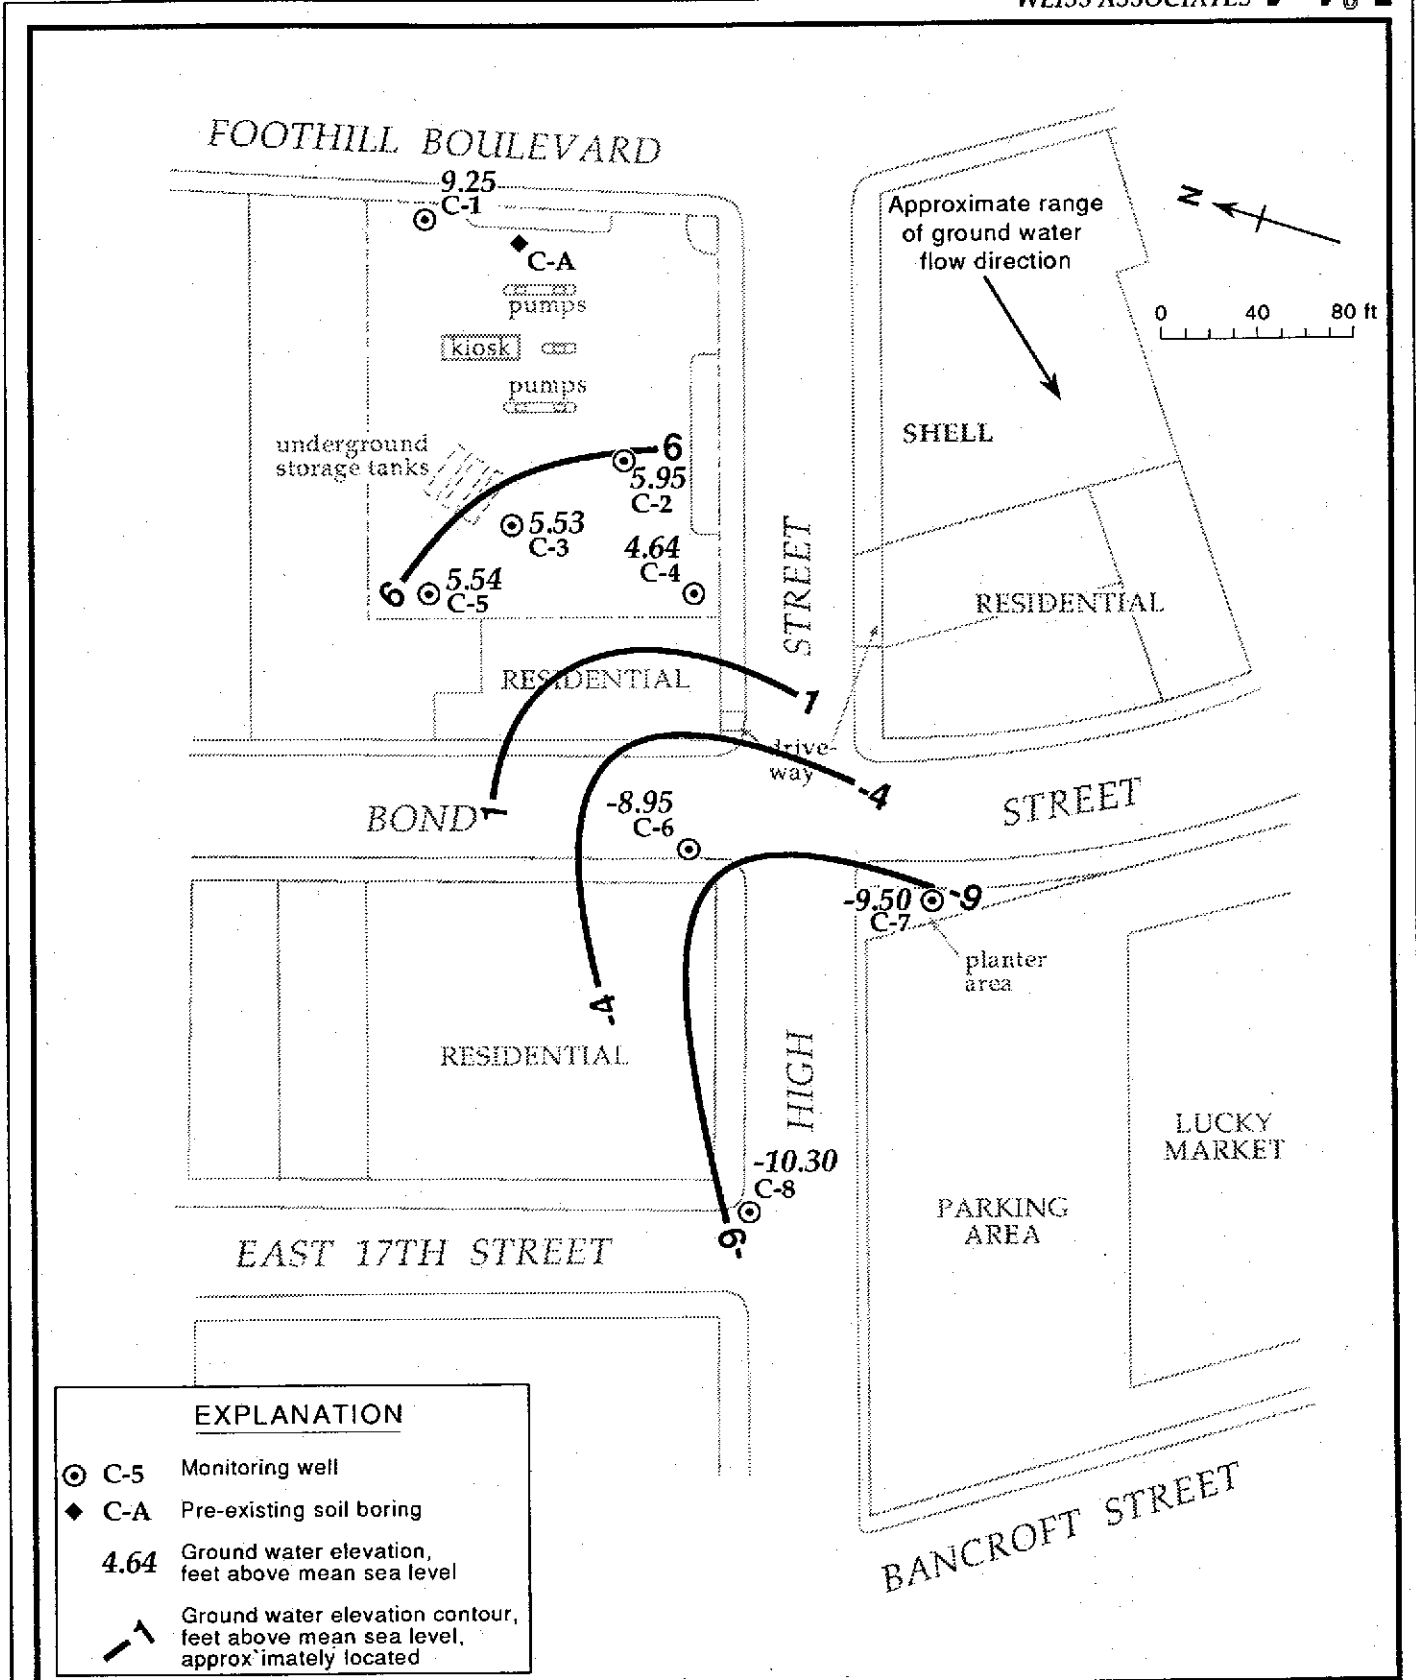 WEISS ASSOCIATES
FOOTHILL BOULEVARD
9.25
C-1
C-A
pumps
kiosk
pumps
underground
storage tanks
6
5.95
C-2
5.53
C-3
4.64
C-4
6
5.54
C-5
Approximate range
of ground water
flow direction
N
0 40 80 ft
SHELL
STREET
RESIDENTIAL
RESIDENTIAL
1
1
drive-
way
-4
BOND
STREET
-8.95
C-6
-9.50
C-7
-9
planter
area
-4
RESIDENTIAL
HIGH
LUCKY
MARKET
-10.30
C-8
-9
PARKING
AREA
EAST 17TH STREET
BANCROFT STREET
EXPLANATION
C-5 Monitoring well
C-A Pre-existing soil boring
4.64 Ground water elevation,
feet above mean sea level
1 Ground water elevation contour,
feet above mean sea level,
approx`imately located